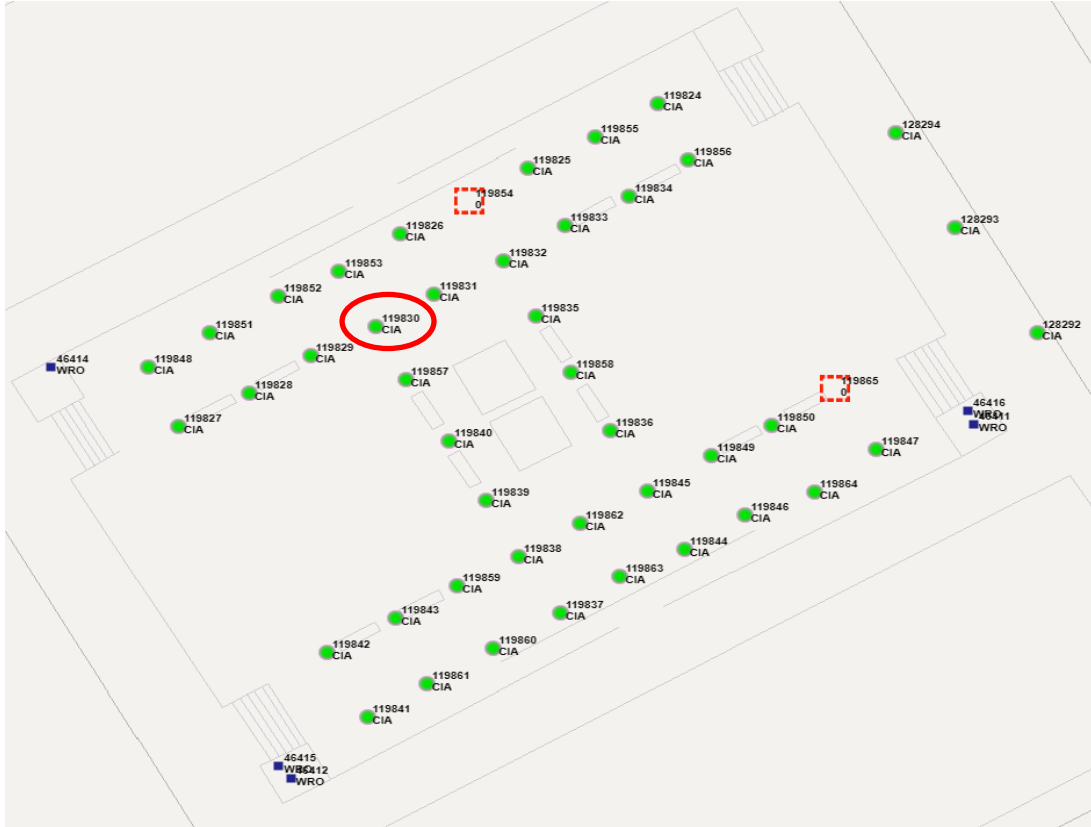 119824
CIA
119855
CIA
128294
CIA
119825
CIA
119856
CIA
119854
0
119834
CIA
119826
CIA
119833
CIA
128293
CIA
119832
CIA
119853
CIA
119852
CIA
119831
CIA
119830
CIA
119835
CIA
119851
CIA
128292
CIA
119829
CIA
119848
CIA
46414
WRO
119858
CIA
119857
CIA
119865
0
119828
CIA
119827
CIA
46416
WRO
46411
WRO
119836
CIA
119850
CIA
119840
CIA
119847
CIA
119849
CIA
119845
CIA
119864
CIA
119839
CIA
119846
CIA
119862
CIA
119844
CIA
119838
CIA
119863
CIA
119859
CIA
119837
CIA
119843
CIA
119860
CIA
119842
CIA
119861
CIA
119841
CIA
46415
WRO
46412
WRO